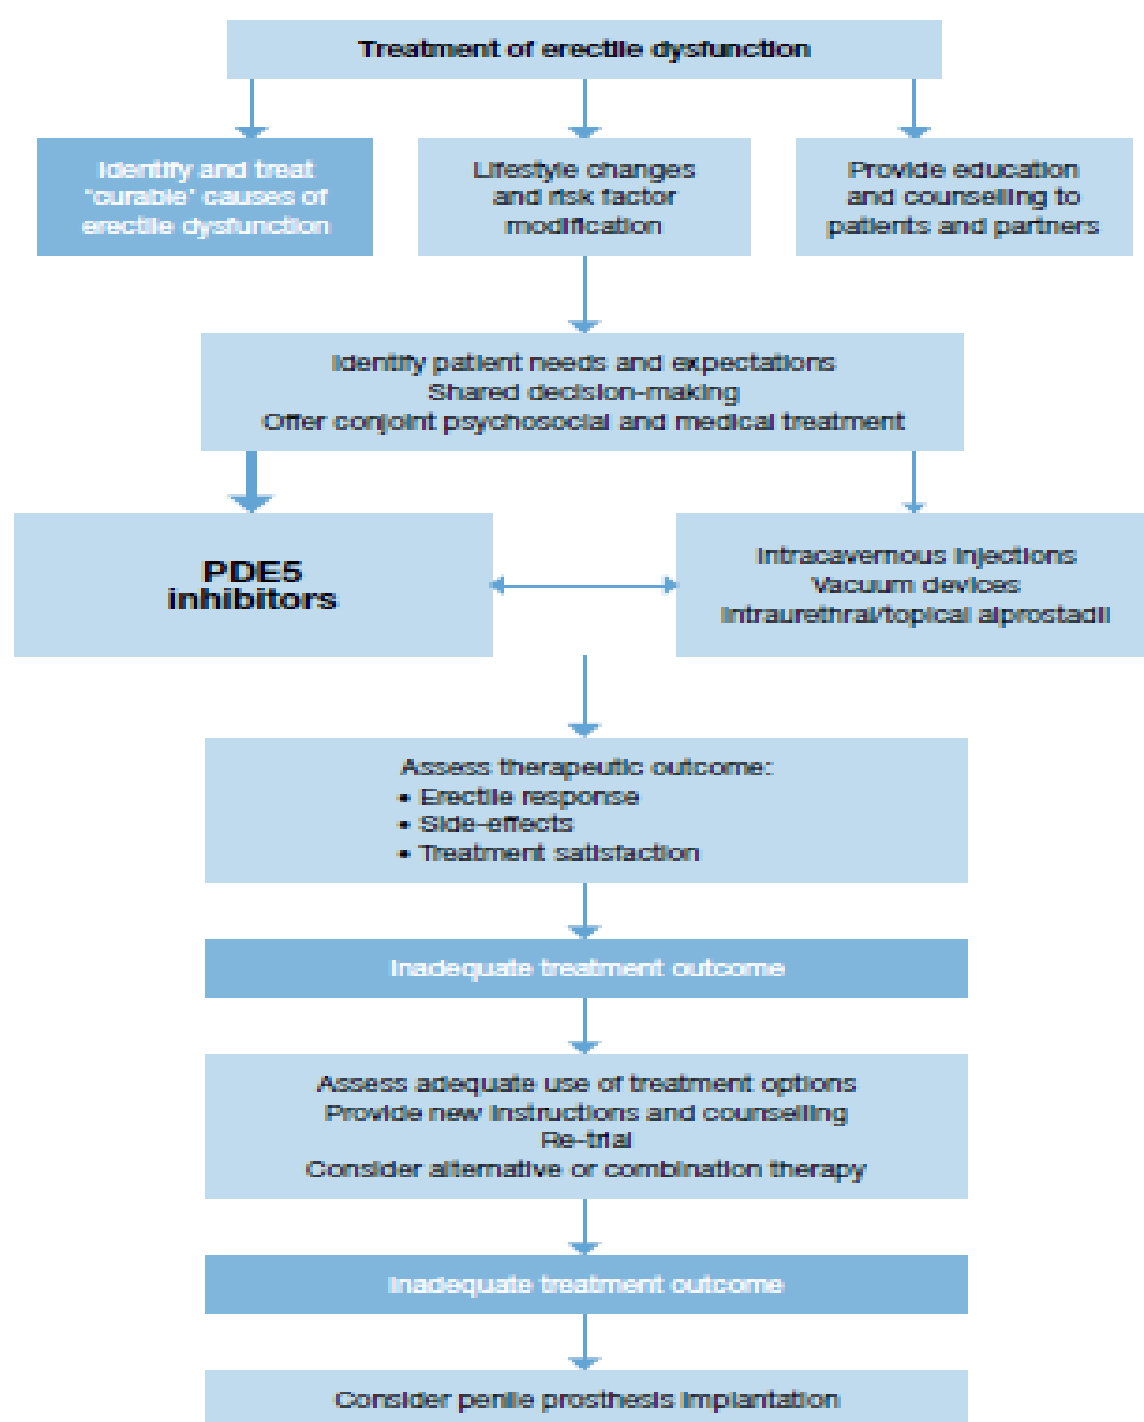 Treatment of erectile dysfunction
Identify and treat
"curable" causes of
erectile dysfunction
Lifestyle changes
and risk factor
modification
Provide education
and counselling to
patients and partners
Identify patient needs and expectations
Shared decision-making
Offer conjoint psychosocial and medical treatment
PDE5
inhibitors
Intracavernous injections
Vacuum devices
Intraurethral/topical alprostadil
Assess therapeutic outcome:
• Erectile response
• Side-effects
• Treatment satisfaction
Inadequate treatment outcome
Assess adequate use of treatment options
Provide new instructions and counselling
Re-trial
Consider alternative or combination therapy
Inadequate treatment outcome
Consider penile prosthesis implantation